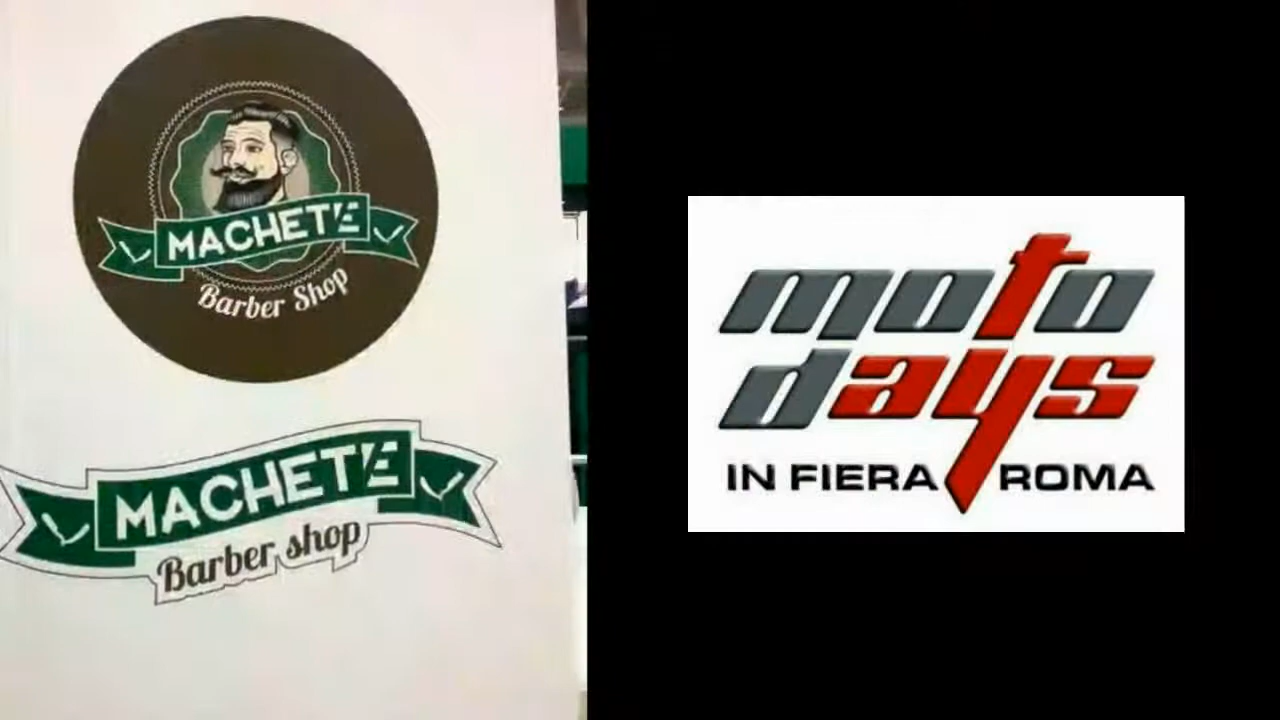 MACHETE
Barber Shop
MACHETE
Barber shop
moto
days
IN FIERA ROMA